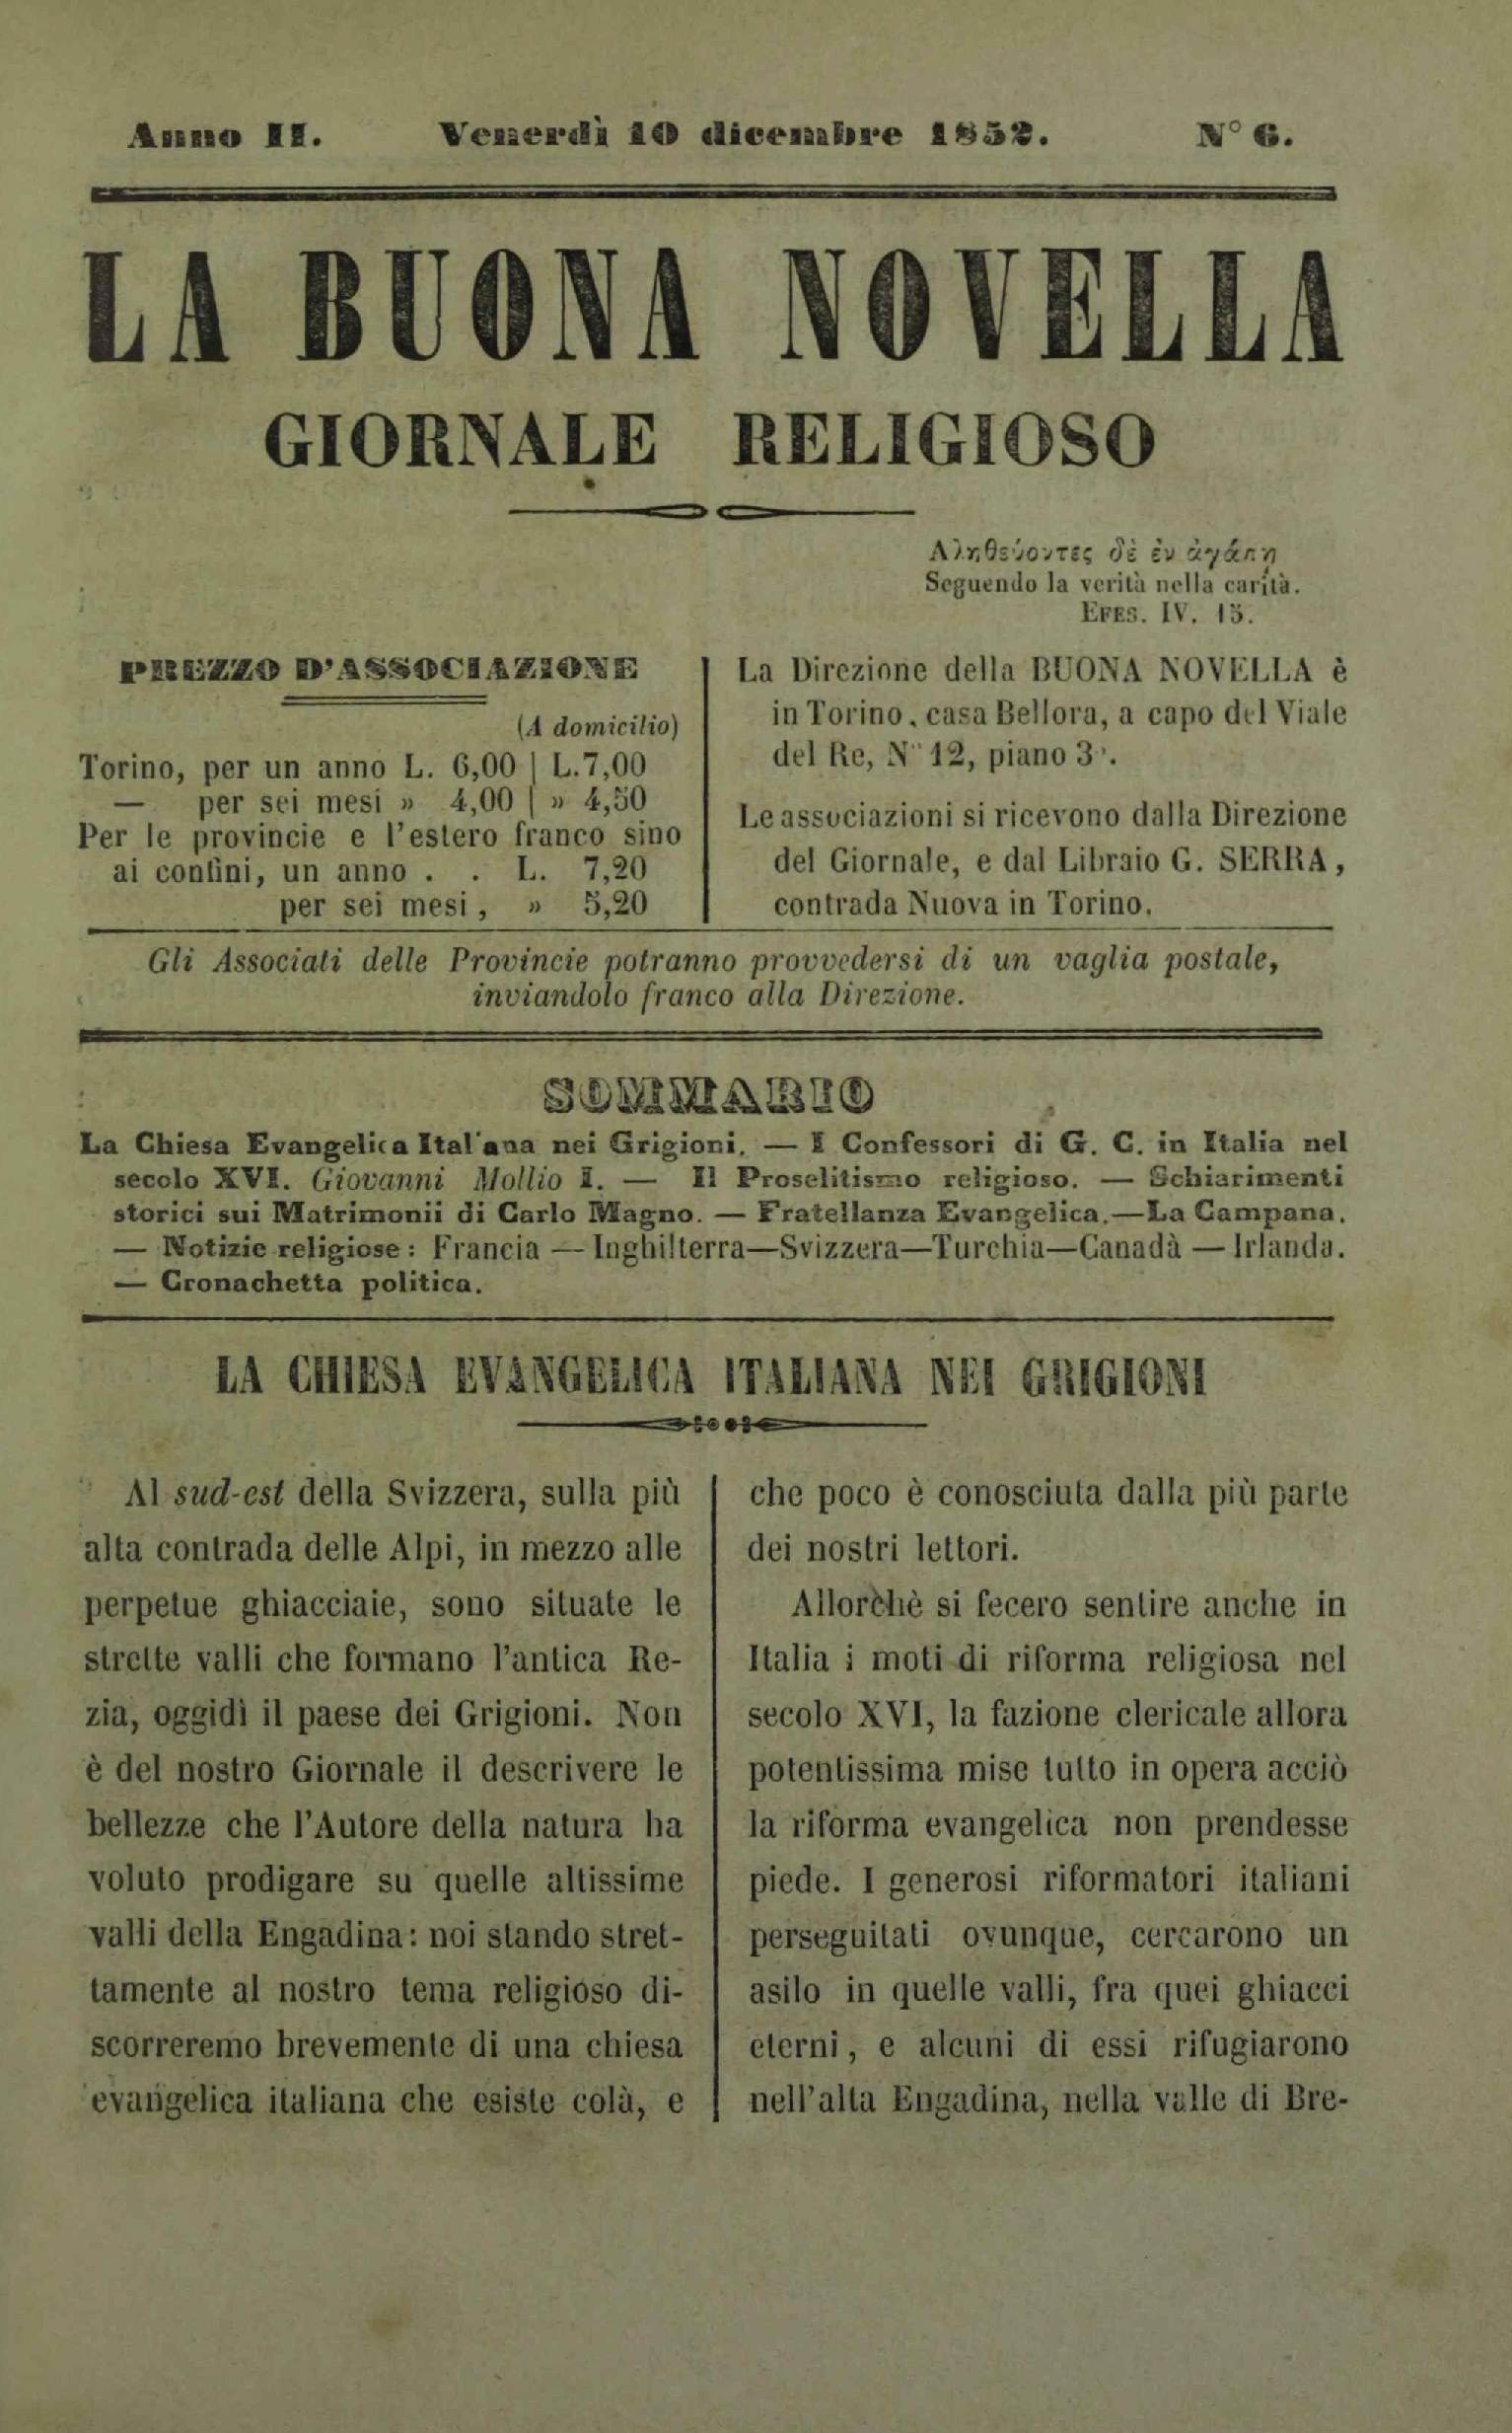 Anno II. Venerdì 10 dicembre 1852. N° 6.
LA BUONA NOVELLA
GIORNALE RELIGIOSO
Αληθεύοντες δὲ ἐν ἀγάπῃ
Seguendo la verità nella carità.
EFES. IV. 15.
PREZZO D'ASSOCIAZIONE
(A domicilio)
Torino, per un anno L. 6,00 | L. 7,00
— per sei mesi » 4,00 | » 4,50
Per le provincie e l'estero franco sino
ai confini, un anno . . L. 7,20
per sei mesi, » 5,20
La Direzione della BUONA NOVELLA è
in Torino, casa Bellora, a capo del Viale
del Re, N° 12, piano 3°.
Le associazioni si ricevono dalla Direzione
del Giornale, e dal Libraio G. SERRA,
contrada Nuova in Torino.
Gli Associati delle Provincie potranno provvedersi di un vaglia postale,
inviandolo franco alla Direzione.
SOMMARIO
La Chiesa Evangelica Italiana nei Grigioni. — I Confessori di G. C. in Italia nel
secolo XVI. Giovanni Mollio I. — Il Proselitismo religioso. — Schiarimenti
storici sui Matrimonii di Carlo Magno. — Fratellanza Evangelica.—La Campana.
— Notizie religiose: Francia — Inghilterra—Svizzera—Turchia—Canadà — Irlanda.
— Cronachetta politica.
LA CHIESA EVANGELICA ITALIANA NEI GRIGIONI
Al sud-est della Svizzera, sulla più
alta contrada delle Alpi, in mezzo alle
perpetue ghiacciaie, sono situate le
strette valli che formano l'antica Re-
zia, oggidì il paese dei Grigioni. Non
è del nostro Giornale il descrivere le
bellezze che l'Autore della natura ha
voluto prodigare su quelle altissime
valli della Engadina: noi stando stret-
tamente al nostro tema religioso di-
scorreremo brevemente di una chiesa
evangelica italiana che esiste colà, e
che poco è conosciuta dalla più parte
dei nostri lettori.
Allorchè si fecero sentire anche in
Italia i moti di riforma religiosa nel
secolo XVI, la fazione clericale allora
potentissima mise tutto in opera acciò
la riforma evangelica non prendesse
piede. I generosi riformatori italiani
perseguitati ovunque, cercarono un
asilo in quelle valli, fra quei ghiacci
eterni, e alcuni di essi rifugiarono
nell'alta Engadina, nella valle di Bre-